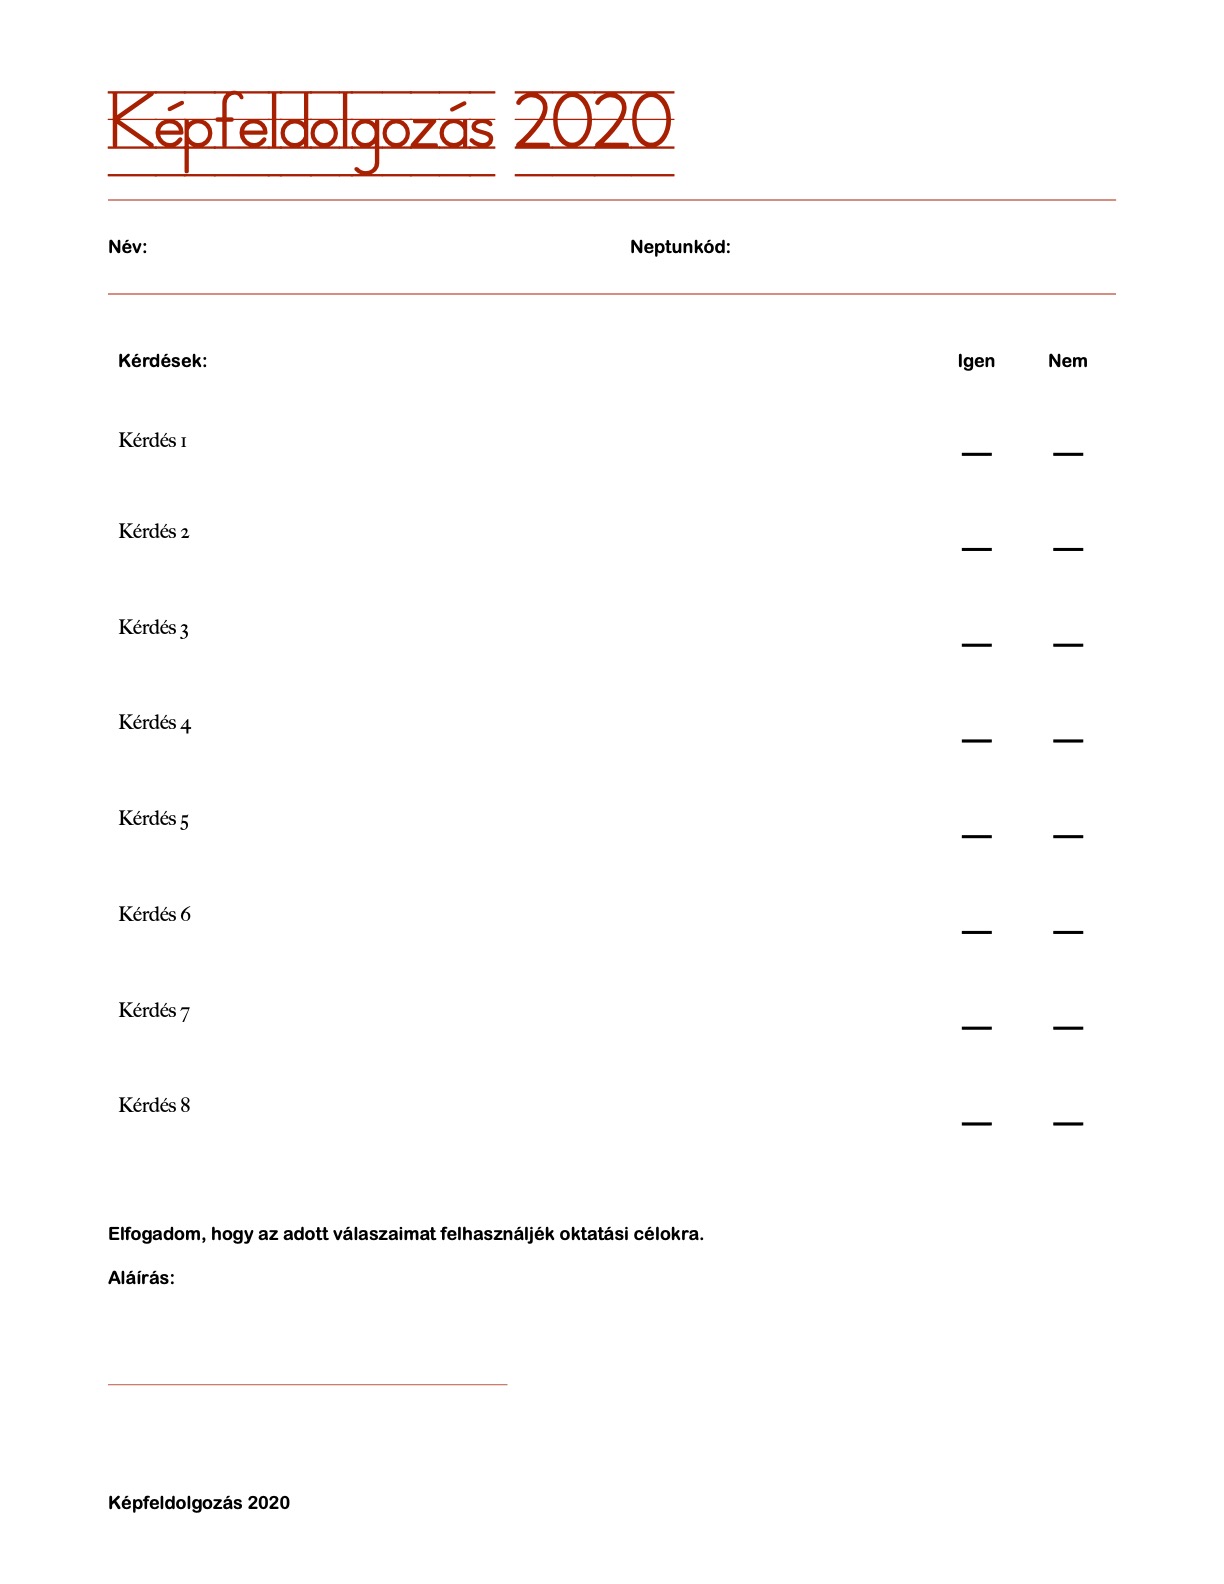 Képfeldolgozás 2020
Név: Neptunkód:
Kérdések: Igen Nem
Kérdés 1
Kérdés 2
Kérdés 3
Kérdés 4
Kérdés 5
Kérdés 6
Kérdés 7
Kérdés 8
Elfogadom, hogy az adott válaszaimat felhasználjék oktatási célokra.
Aláírás:
Képfeldolgozás 2020